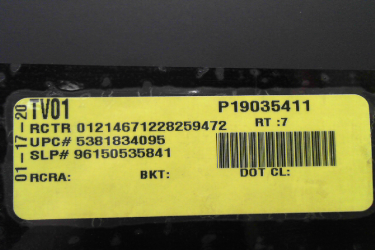 01-17-20
TV01 P19035411
RCTR 01214671228259472 RT :7
UPC# 5381834095
SLP# 96150535841
RCRA: BKT: DOT CL: